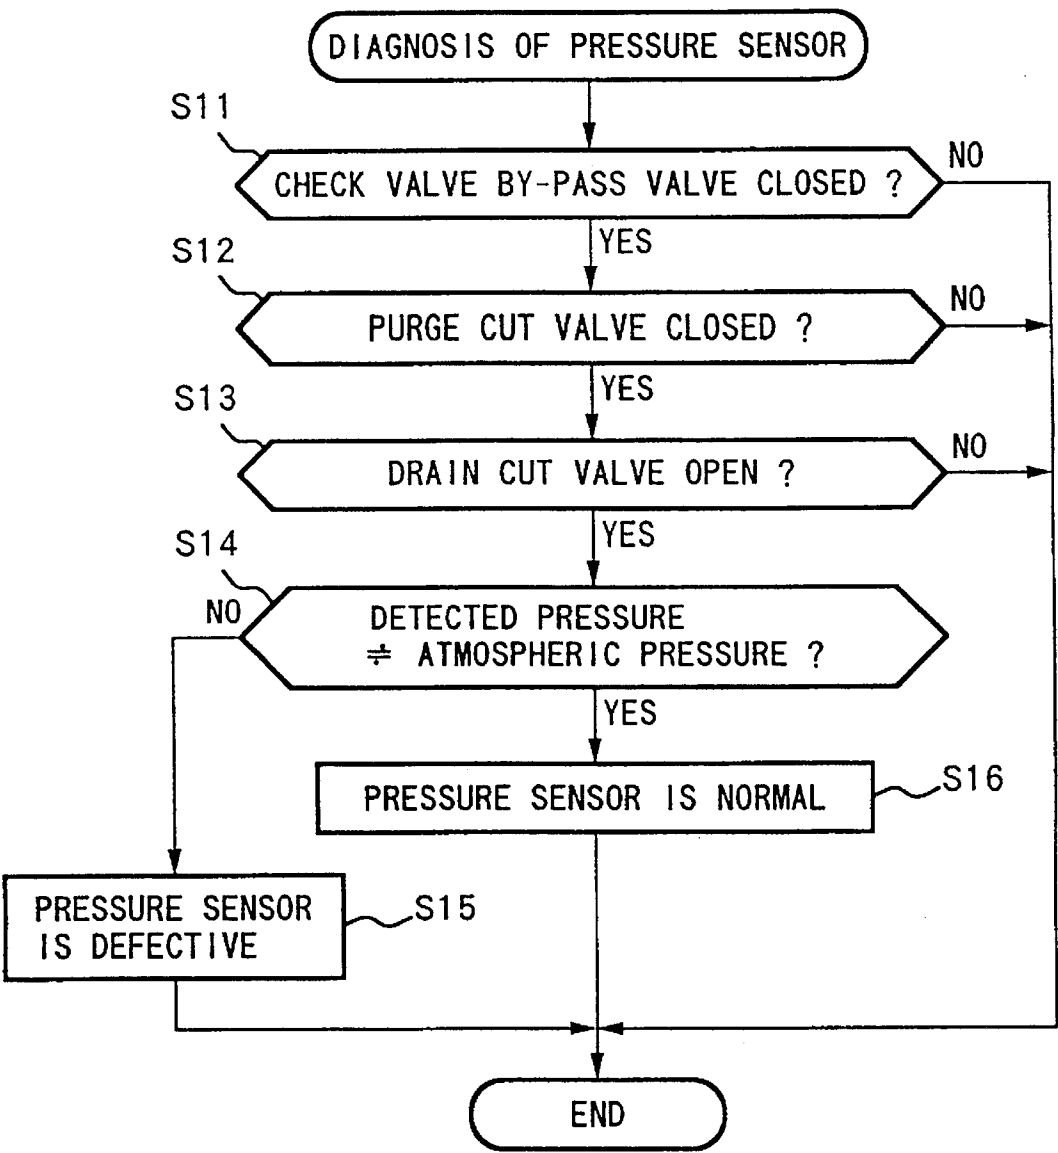 DIAGNOSIS OF PRESSURE SENSOR
S11
CHECK VALVE BY-PASS VALVE CLOSED ?
NO
YES
S12
PURGE CUT VALVE CLOSED ?
NO
YES
S13
DRAIN CUT VALVE OPEN ?
NO
YES
S14
NO
DETECTED PRESSURE
≑ ATMOSPHERIC PRESSURE ?
YES
PRESSURE SENSOR IS NORMAL
S16
PRESSURE SENSOR
IS DEFECTIVE
S15
END